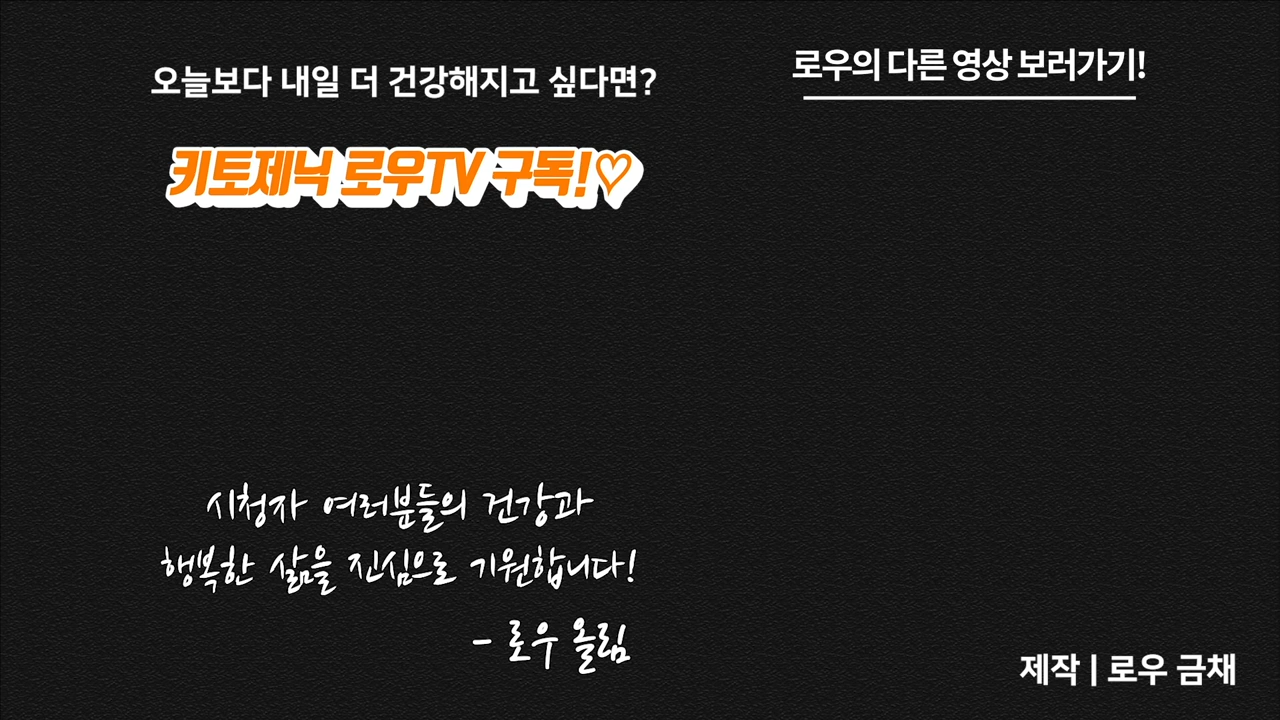 오늘보다 내일 더 건강해지고 싶다면?
키토제닉 로우TV 구독!♡
로우의 다른 영상 보러가기!
시청자 여러분들의 건강과
행복한 삶을 진심으로 기원합니다!
- 로우 올림
제작 | 로우 금채